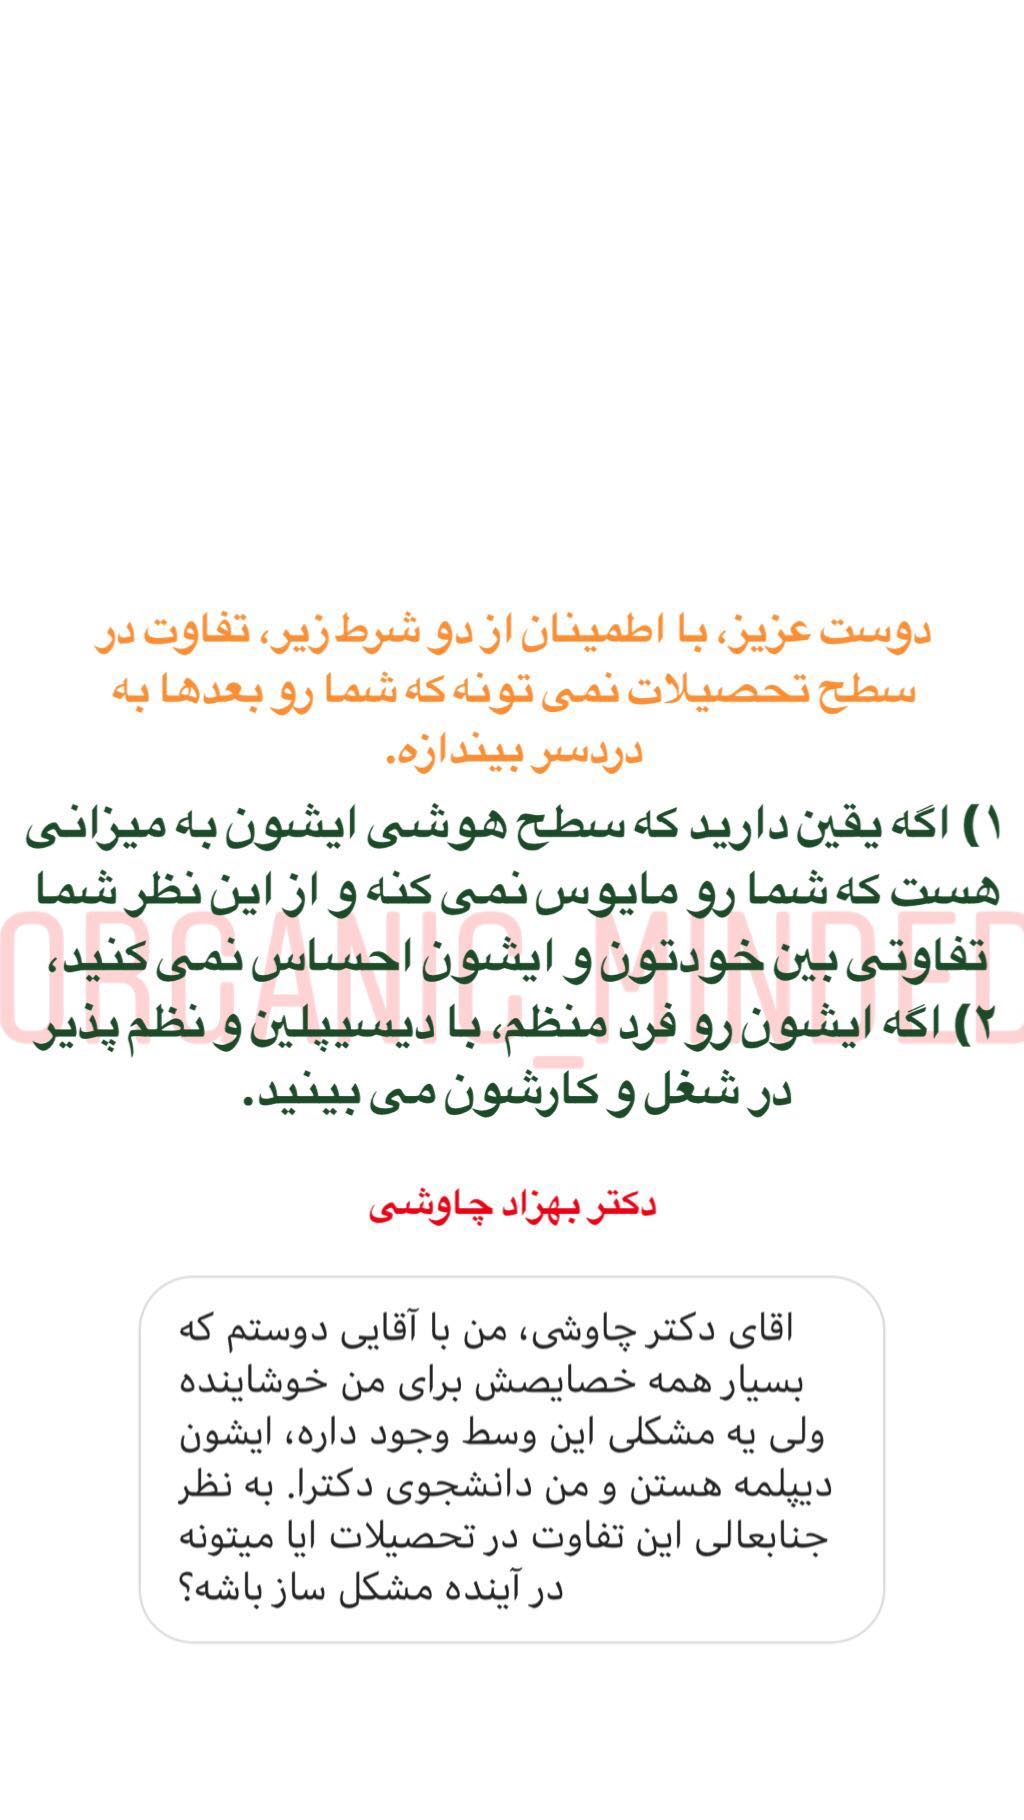 دوست عزیز، با اطمینان از دو شرط زیر، تفاوت در
سطح تحصیلات نمی تونه که شما رو بعدها به
دردسر بیندازه.
۱) اگه یقین دارید که سطح هوشی ایشون به میزانی
هست که شما رو مایوس نمی کنه و از این نظر شما
تفاوتی بین خودتون و ایشون احساس نمی کنید،
۲) اگه ایشون رو فرد منظم، با دیسیپلین و نظم پذیر
در شغل و کارشون می بینید.
ORGANIC_MINDED
دکتر بهزاد چاوشی
اقای دکتر چاوشی، من با آقایی دوستم که
بسیار همه خصایصش برای من خوشاینده
ولی یه مشکلی این وسط وجود داره، ایشون
دیپلمه هستن و من دانشجوی دکترا. به نظر
جنابعالی این تفاوت در تحصیلات ایا میتونه
در آینده مشکل ساز باشه؟